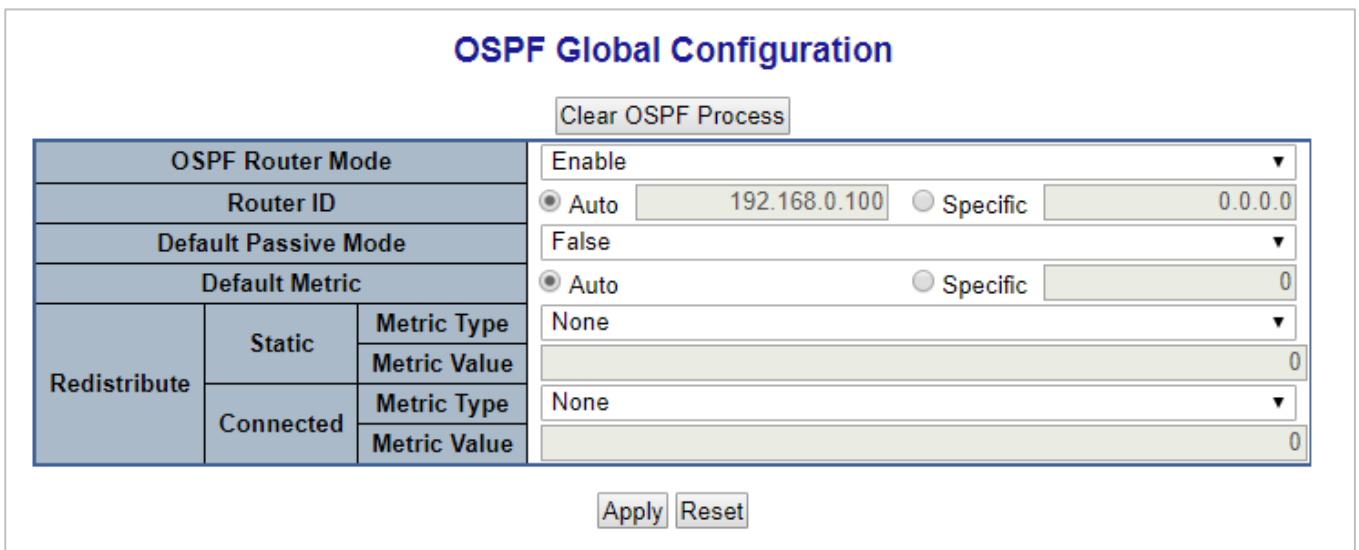 OSPF Global Configuration
Clear OSPF Process
OSPF Router Mode Enable
Router ID Auto 192.168.0.100 Specific 0.0.0.0
Default Passive Mode False
Default Metric Auto Specific 0
Redistribute Static Metric Type None
Metric Value 0
Connected Metric Type None
Metric Value 0
Apply Reset